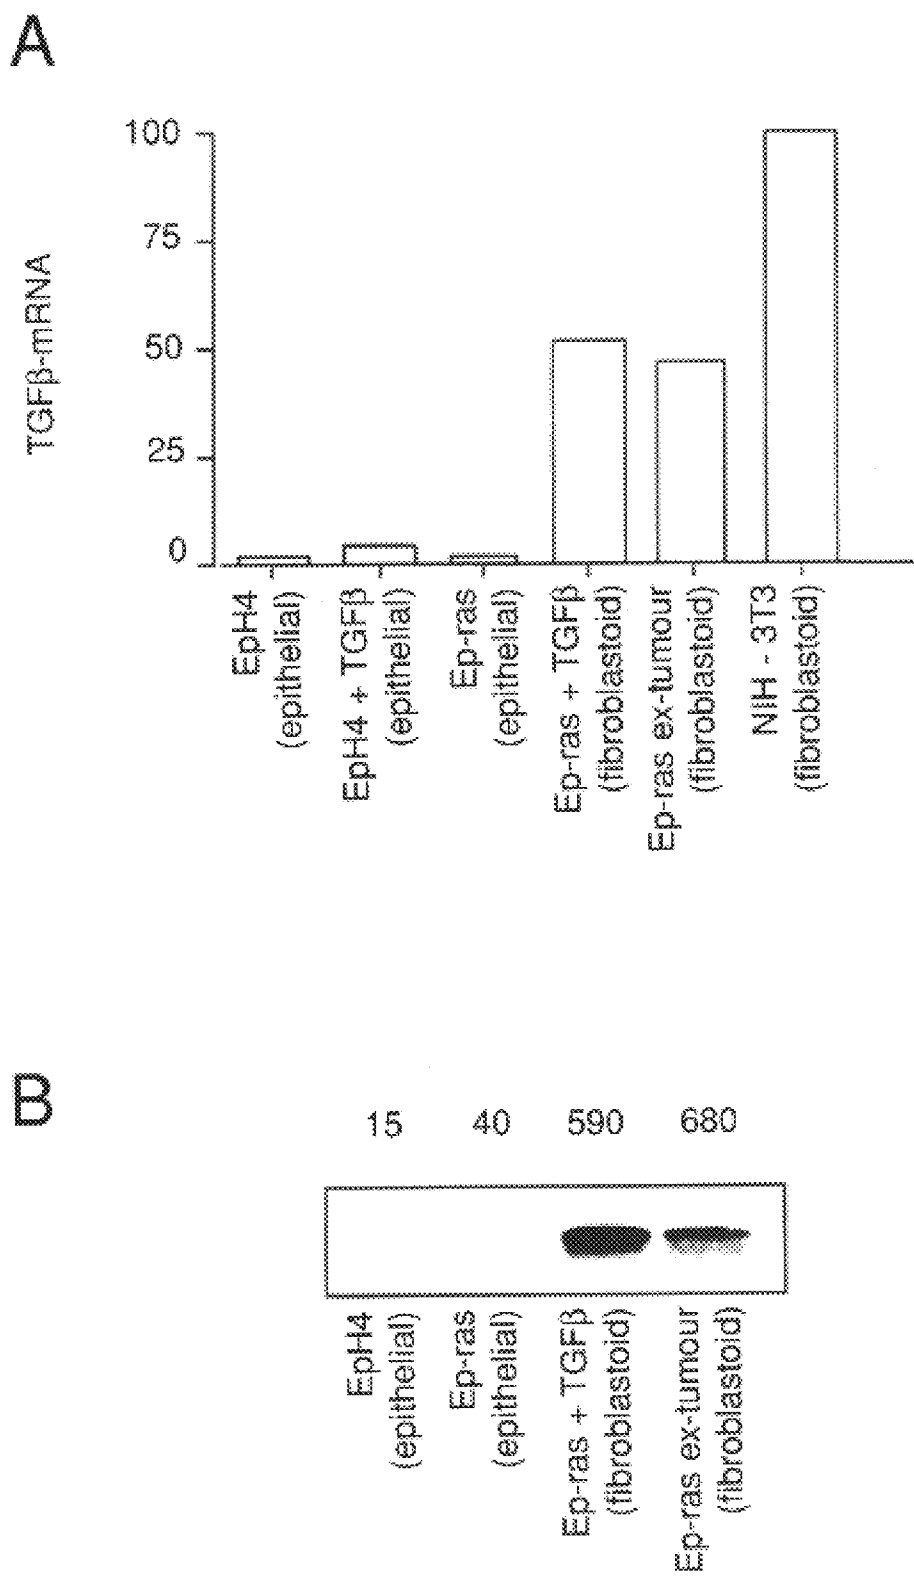 A
100
75
50
25
0
TGFβ-mRNA
EpH4
(epithelial)
EpH4 + TGFβ
(epithelial)
Ep-ras
(epithelial)
Ep-ras + TGFβ
(fibroblastoid)
Ep-ras ex-tumour
(fibroblastoid)
NIH - 3T3
(fibroblastoid)
B
15 40 590 680
EpH4
(epithelial)
Ep-ras
(epithelial)
Ep-ras + TGFβ
(fibroblastoid)
Ep-ras ex-tumour
(fibroblastoid)